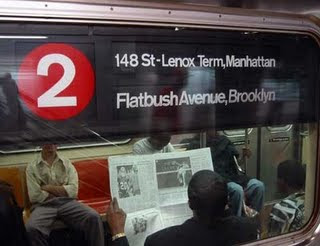 2
148 St-Lenox Term, Manhattan
Flatbush Avenue, Brooklyn